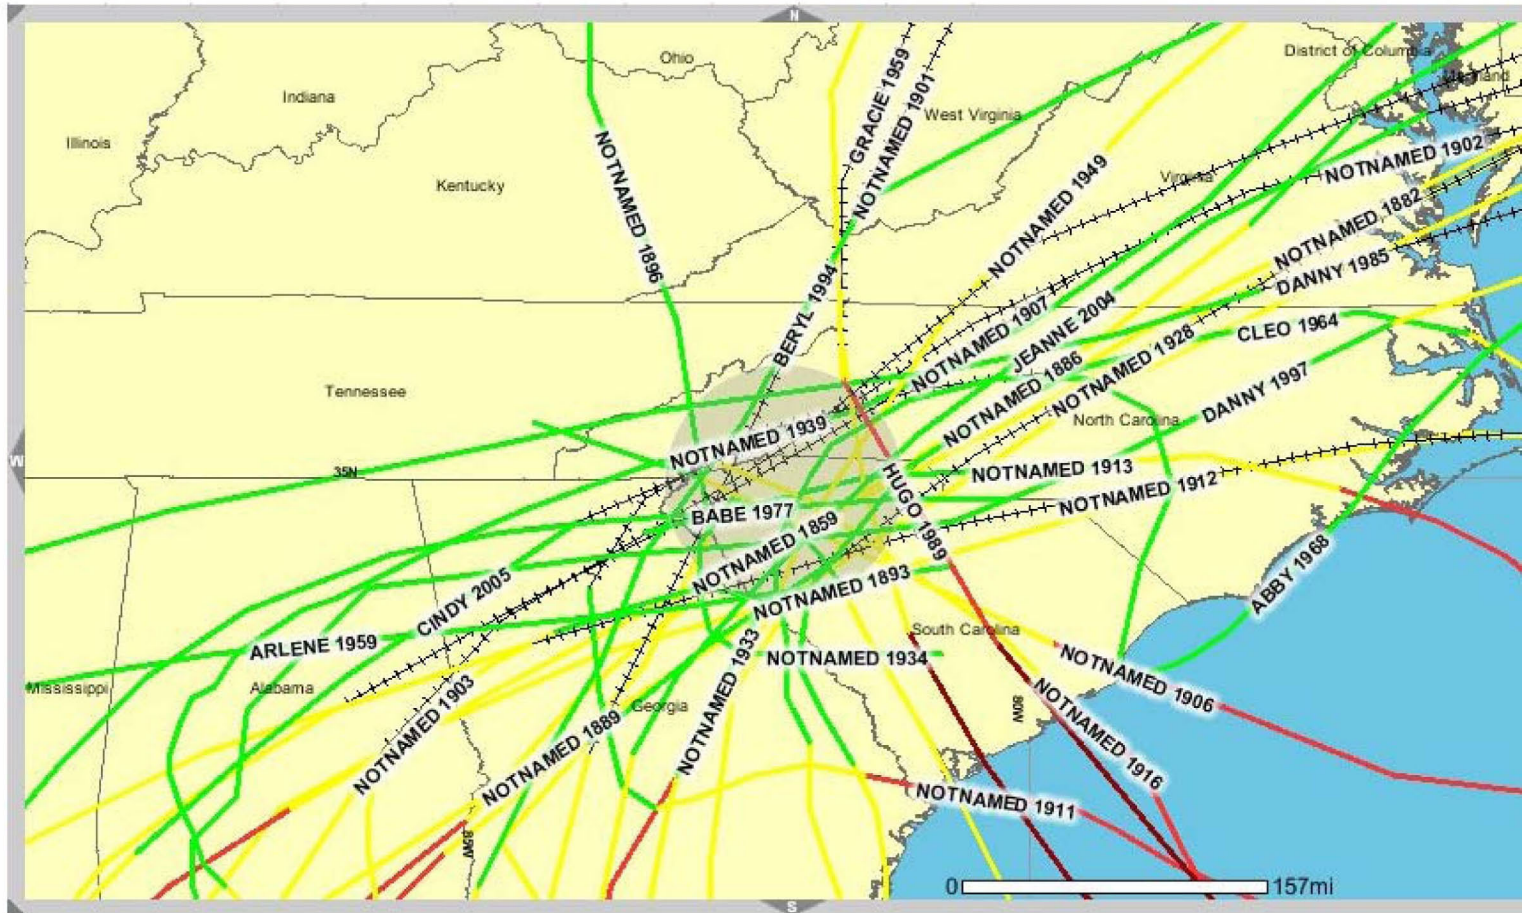 N
Ohio
District of Columbia
GRACIE 1959
Maryland
Indiana
NOTNAMED 1901
West Virginia
Illinois
NOTNAMED 1902
Kentucky
NOTNAMED 1896
Virginia
NOTNAMED 1949
NOTNAMED 1882
DANNY 1985
BERYL 1994
NOTNAMED 1907
JEANNE 2004
CLEO 1964
NOTNAMED 1928
NOTNAMED 1886
Tennessee
DANNY 1997
North Carolina
NOTNAMED 1939
W
35N
NOTNAMED 1913
NOTNAMED 1912
HUGO 1989
BABE 1977
NOTNAMED 1859
ABBY 1968
NOTNAMED 1893
CINDY 2005
ARLENE 1959
South Carolina
NOTNAMED 1934
NOTNAMED 1933
NOTNAMED 1906
Mississippi
Alabama
Georgia
80W
NOTNAMED 1903
NOTNAMED 1889
NOTNAMED 1916
NOTNAMED 1911
85W
0 157mi
S